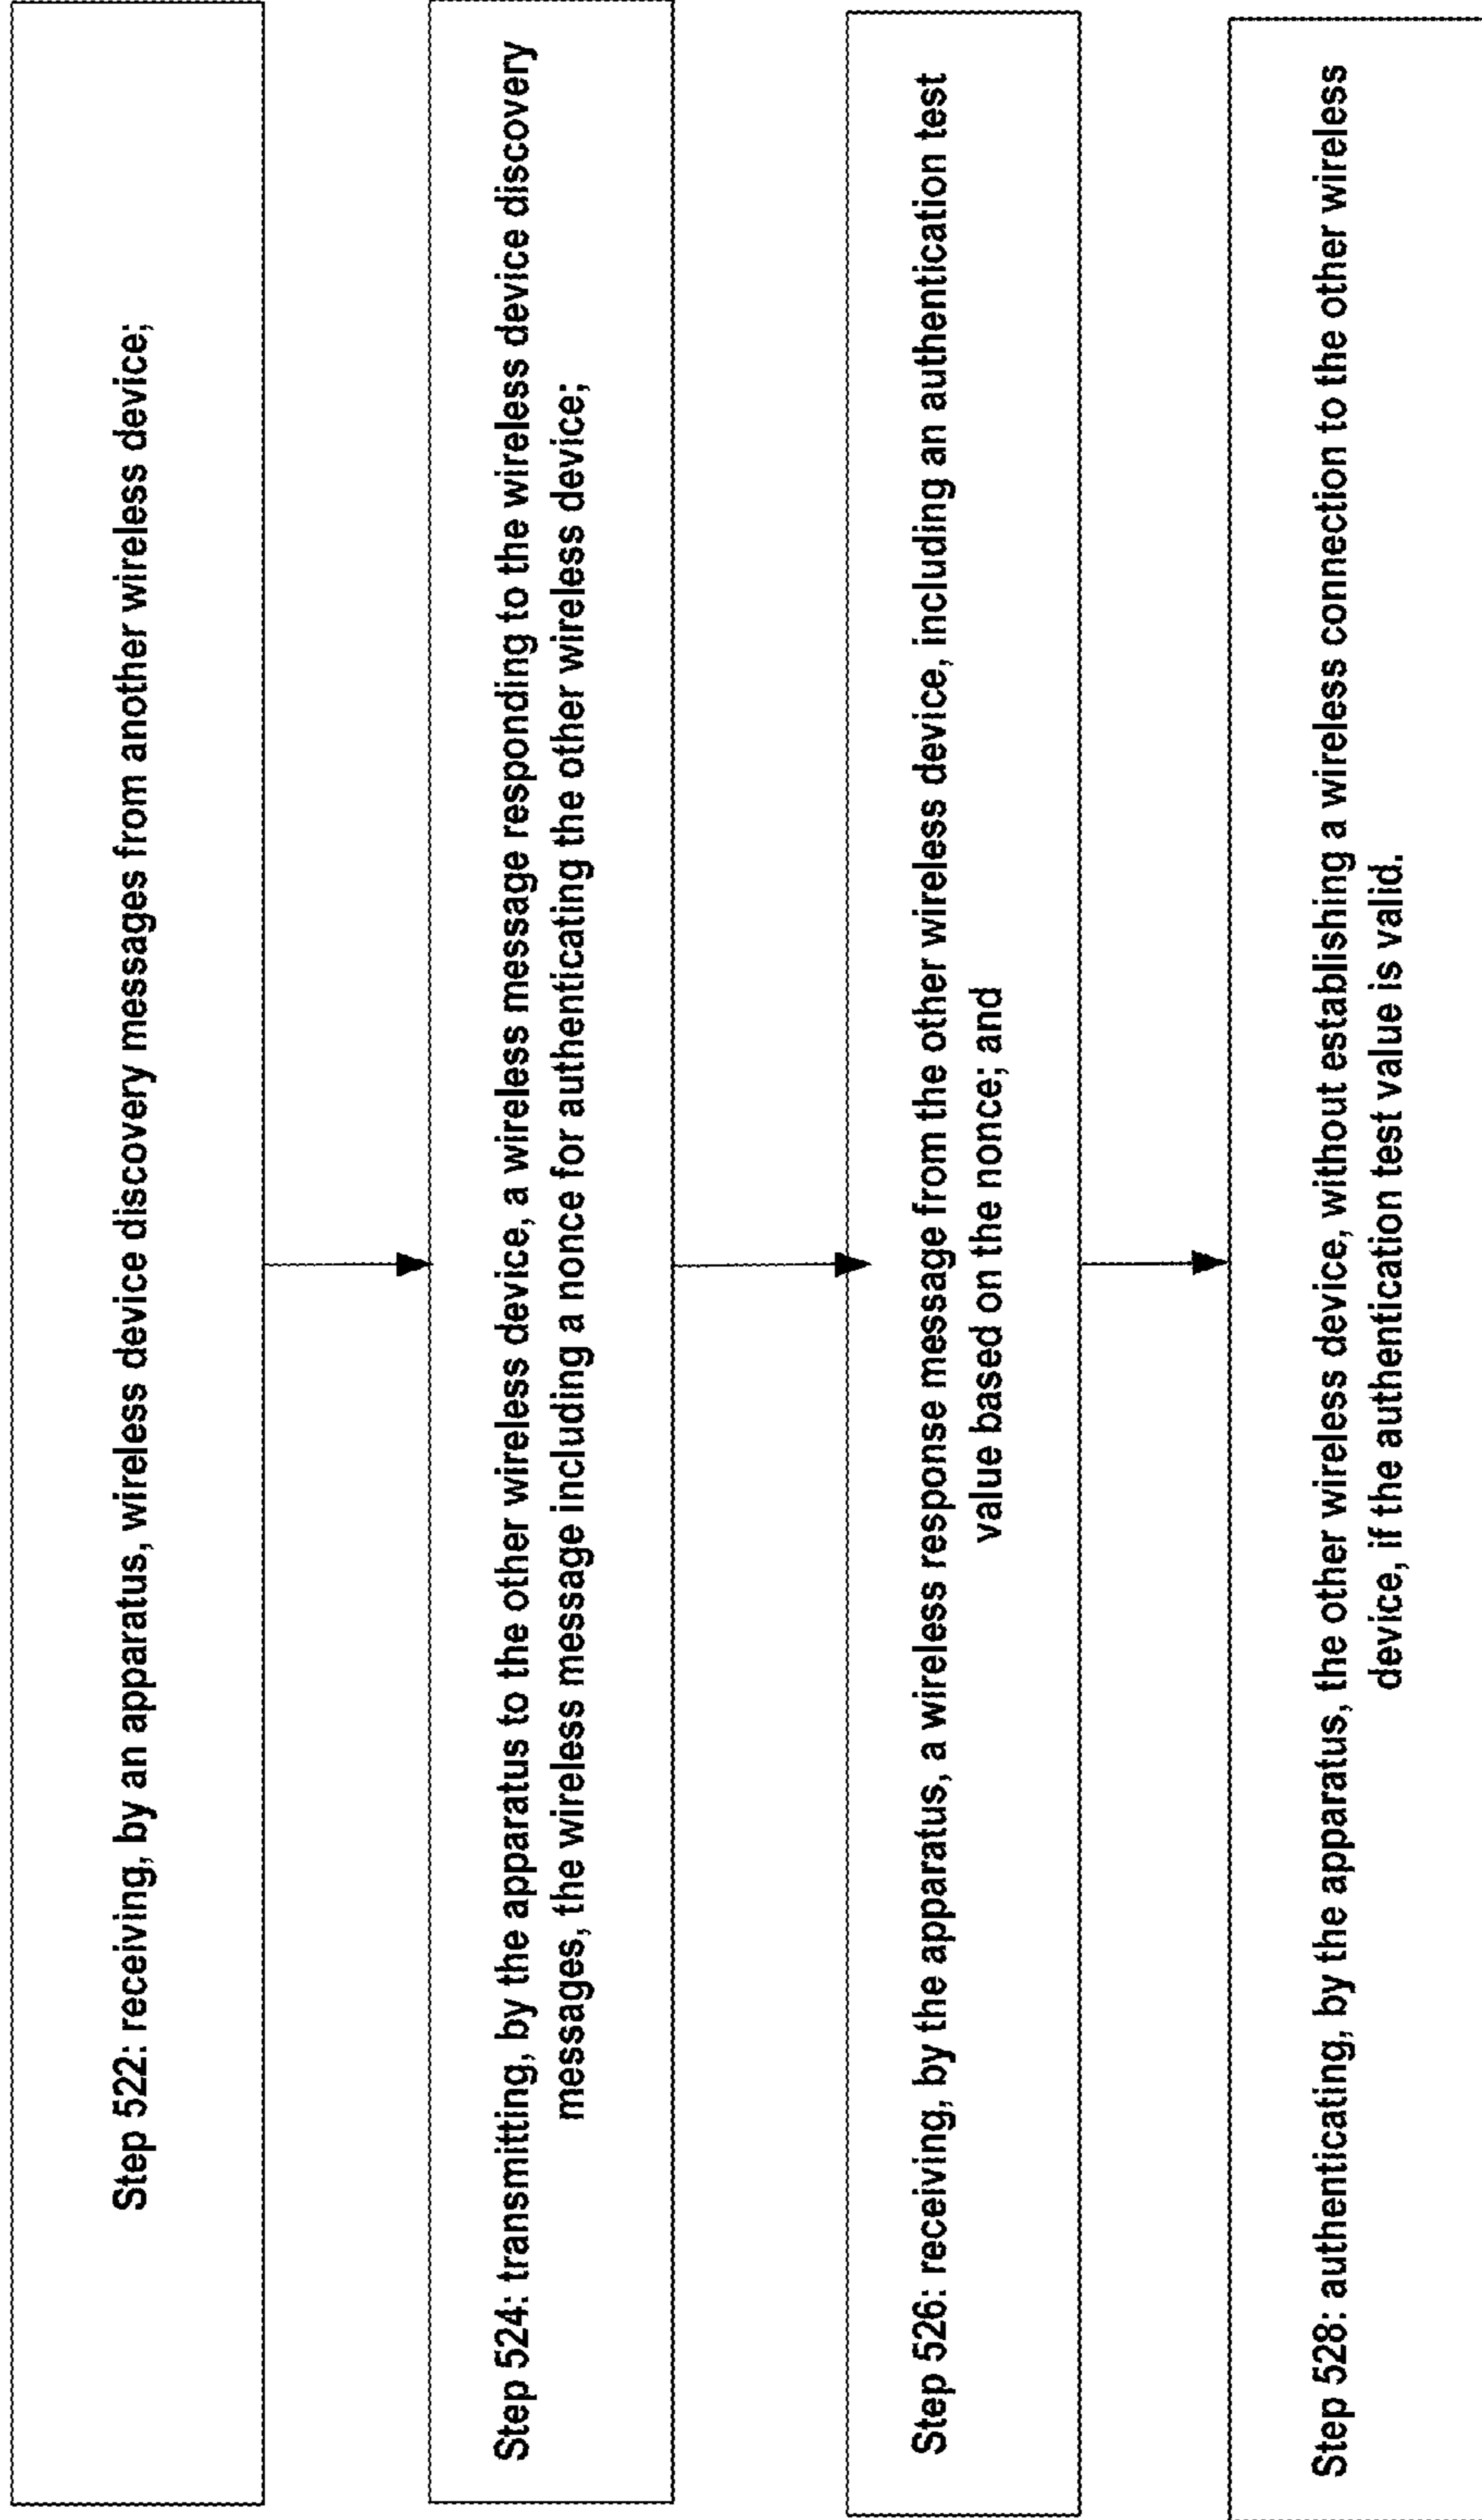 Step 522: receiving, by an apparatus, wireless device discovery messages from another wireless device;
Step 524: transmitting, by the apparatus to the other wireless device, a wireless message responding to the wireless device discovery
messages, the wireless message including a nonce for authenticating the other wireless device;
Step 526: receiving, by the apparatus, a wireless response message from the other wireless device, including an authentication test
value based on the nonce; and
Step 528: authenticating, by the apparatus, the other wireless device, without establishing a wireless connection to the other wireless
device, if the authentication test value is valid.